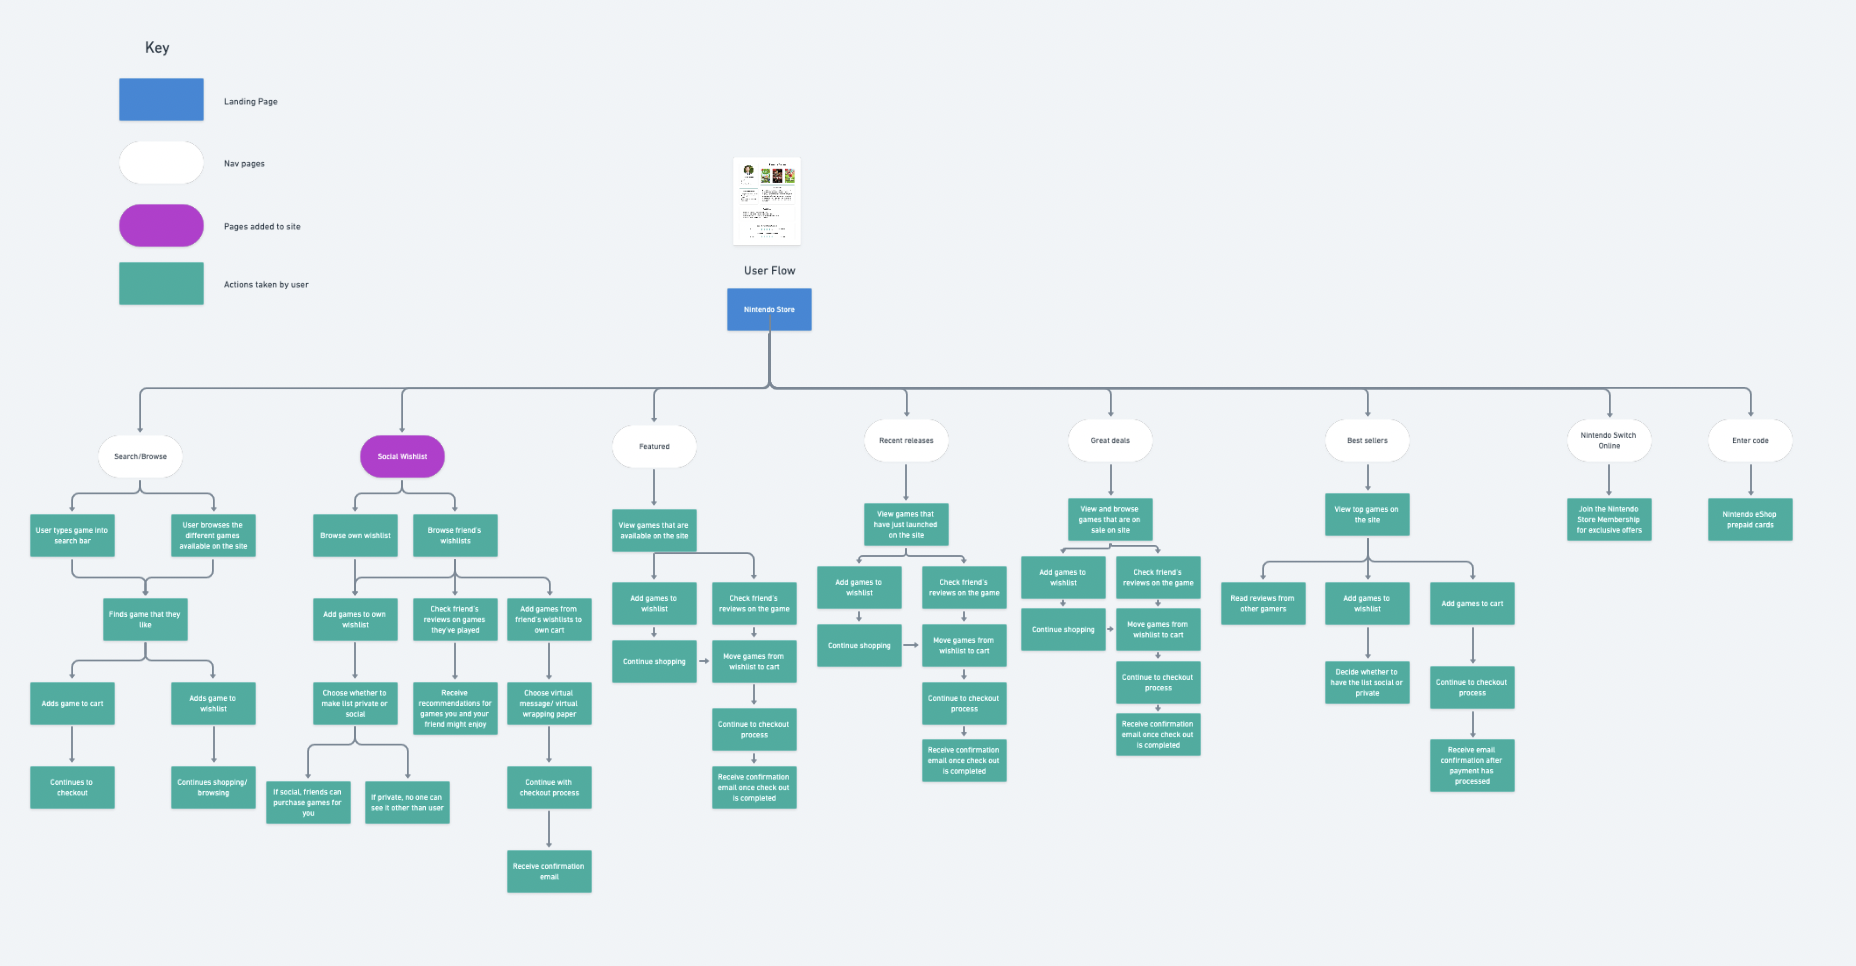 Key
Landing Page
Nav pages
Pages added to site
Actions taken by user
User Flow
Nintendo Store
Search/Browse
Social Wishlist
Featured
Recent releases
Great deals
Best sellers
Nintendo Switch
Online
Enter code
User types game into
search bar
User browses the
different games
available on the site
Finds game that they
like
Adds game to cart
Adds game to
wishlist
Continues to
checkout
Continues shopping/
browsing
Browse own wishlist
Browse friend's
wishlists
Add games to own
wishlist
Check friend's
reviews on games
they've played
Add games from
friend's wishlists to
own cart
Choose whether to
make list private or
social
Receive
recommendations for
games you and your
friend might enjoy
Choose virtual
message/ virtual
wrapping paper
If social, friends can
purchase games for
you
If private, no one can
see it other than user
Continue with
checkout process
Receive confirmation
email
View games that are
available on the site
Add games to
wishlist
Check friend's
reviews on the game
Continue shopping
Move games from
wishlist to cart
Continue to checkout
process
Receive confirmation
email once check out
is completed
View games that
have just launched
on the site
Add games to
wishlist
Check friend's
reviews on the game
Continue shopping
Move games from
wishlist to cart
Continue to checkout
process
Receive confirmation
email once check out
is completed
View and browse
games that are on
sale on site
Add games to
wishlist
Check friend's
reviews on the game
Continue shopping
Move games from
wishlist to cart
Continue to checkout
process
Receive confirmation
email once check out
is completed
View top games on
the site
Read reviews from
other gamers
Add games to
wishlist
Add games to cart
Decide whether to
have the list social or
private
Continue to checkout
process
Receive email
confirmation after
payment has
processed
Join the Nintendo
Store Membership
for exclusive offers
Nintendo eShop
prepaid cards